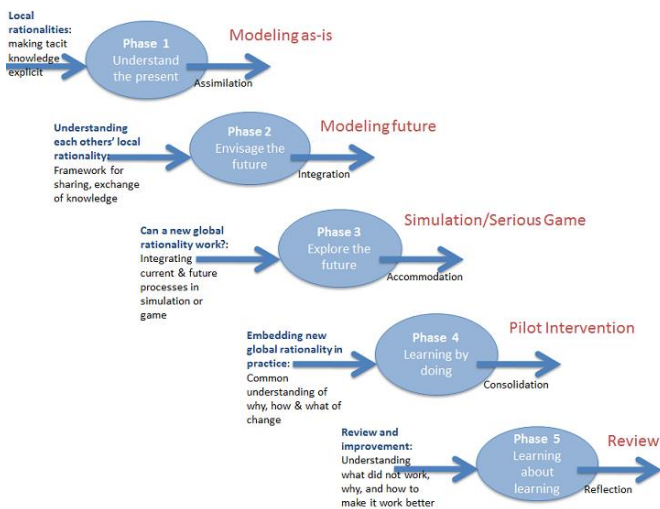 Local
rationalities:
making tacit
knowledge
explicit
Phase 1
Understand
the present
Modeling as-is
Assimilation
Understanding
each others' local
rationality:
Framework for
sharing, exchange
of knowledge
Phase 2
Envisage the
future
Modeling future
Integration
Can a new global
rationality work?:
Integrating
current & future
processes in
simulation or
game
Phase 3
Explore the
future
Simulation/Serious Game
Accommodation
Embedding new
global rationality in
practice:
Common
understanding of
why, how & what of
change
Phase 4
Learning by
doing
Pilot Intervention
Consolidation
Review and
improvement:
Understanding
what did not work,
why, and how to
make it work better
Phase 5
Learning
about
learning
Review
Reflection